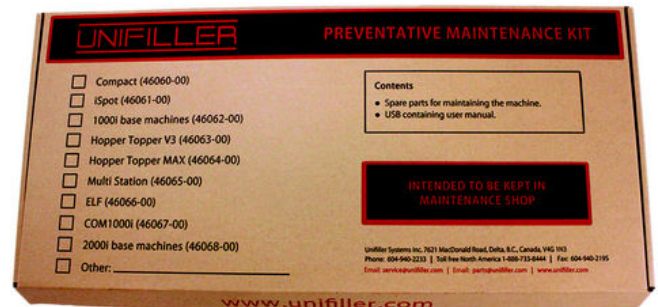 UNIFILLER
PREVENTATIVE MAINTENANCE KIT
Compact (46060-00)
iSpot (46061-00)
1000i base machines (46062-00)
Hopper Topper V3 (46063-00)
Hopper Topper MAX (46064-00)
Multi Station (46065-00)
ELF (46066-00)
COM1000i (46067-00)
2000i base machines (46068-00)
Other:
Contents
• Spare parts for maintaining the machine.
• USB containing user manual.
INTENDED TO BE KEPT IN
MAINTENANCE SHOP
Unifiller Systems Inc. 7621 MacDonald Road, Delta, B.C., Canada, V4G 1N3
Phone: 604-940-2233 | Toll free North America 1-888-733-8444 | Fax: 604-940-2195
Email: service@unifiller.com | Email: parts@unifiller.com | www.unifiller.com
www.unifiller.com